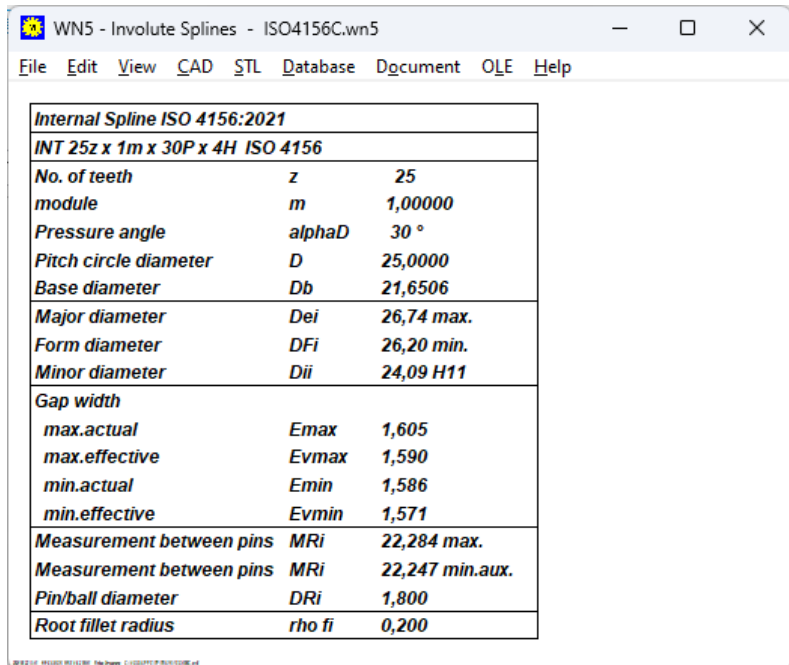 WN5 - Involute Splines - ISO4156C.wn5
File Edit View CAD STL Database Document OLE Help
Internal Spline ISO 4156:2021
INT 25z x 1m x 30P x 4H ISO 4156
No. of teeth z 25
module m 1,00000
Pressure angle alphaD 30 °
Pitch circle diameter D 25,0000
Base diameter Db 21,6506
Major diameter Dei 26,74 max.
Form diameter DFi 26,20 min.
Minor diameter Dii 24,09 H11
Gap width
max.actual Emax 1,605
max.effective Evmax 1,590
min.actual Emin 1,586
min.effective Evmin 1,571
Measurement between pins MRi 22,284 max.
Measurement between pins MRi 22,247 min.aux.
Pin/ball diameter DRi 1,800
Root fillet radius rho fi 0,200